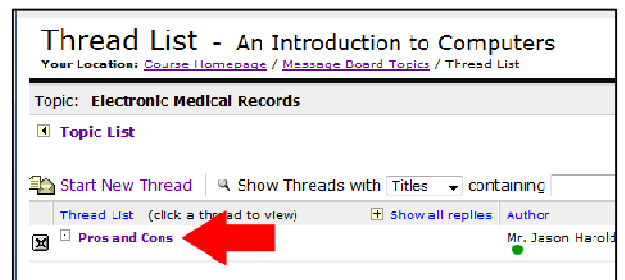 Thread List - An Introduction to Computers
Your Location: Course Homepage / Message Board Topics / Thread List
Topic: Electronic Medical Records
Topic List
Start New Thread Show Threads with Titles containing
Thread List (click a thread to view) Show all replies Author
Pros and Cons Mr. Jason Harold